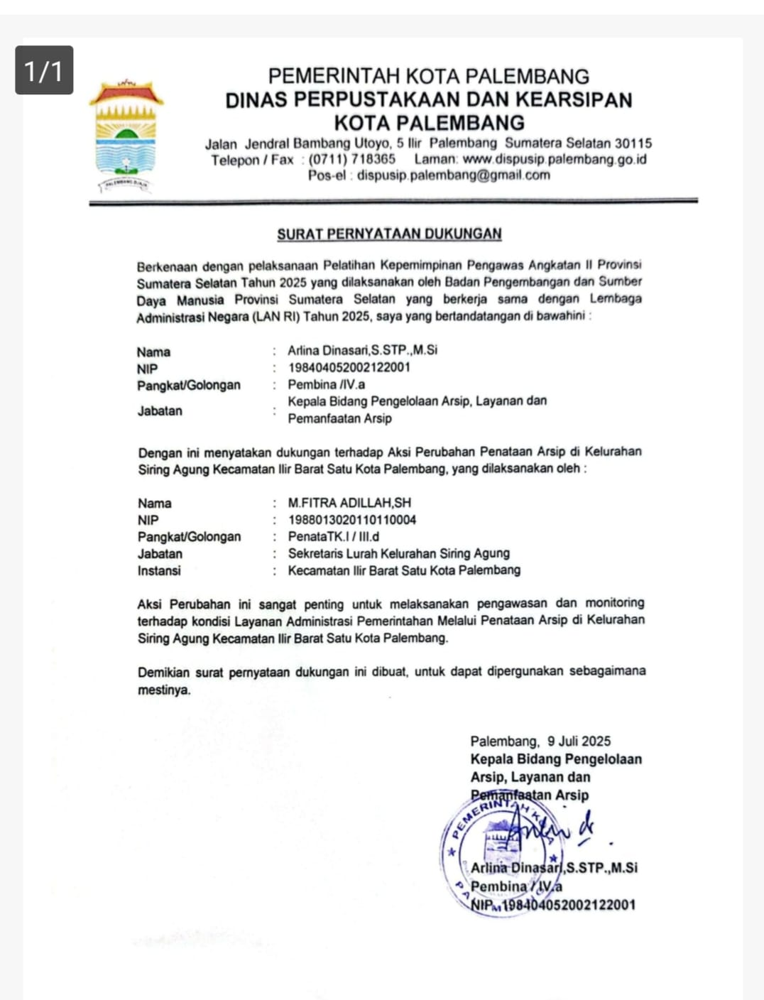 1/1
PEMERINTAH KOTA PALEMBANG
DINAS PERPUSTAKAAN DAN KEARSIPAN
KOTA PALEMBANG
Jalan Jendral Bambang Utoyo, 5 Ilir Palembang Sumatera Selatan 30115
Telepon / Fax : (0711) 718365 Laman: www.dispusip.palembang.go.id
Pos-el : dispusip.palembang@gmail.com
PALEMBANG DJAJA
SURAT PERNYATAAN DUKUNGAN
Berkenaan dengan pelaksanaan Pelatihan Kepemimpinan Pengawas Angkatan II Provinsi
Sumatera Selatan Tahun 2025 yang dilaksanakan oleh Badan Pengembangan dan Sumber
Daya Manusia Provinsi Sumatera Selatan yang berkerja sama dengan Lembaga
Administrasi Negara (LAN RI) Tahun 2025, saya yang bertandatangan di bawahini :
Nama : Arlina Dinasari,S.STP.,M.Si
NIP : 198404052002122001
Pangkat/Golongan : Pembina /IV.a
Jabatan : Kepala Bidang Pengelolaan Arsip, Layanan dan
Pemanfaatan Arsip
Dengan ini menyatakan dukungan terhadap Aksi Perubahan Penataan Arsip di Kelurahan
Siring Agung Kecamatan Ilir Barat Satu Kota Palembang, yang dilaksanakan oleh :
Nama : M.FITRA ADILLAH,SH
NIP : 1988013020110110004
Pangkat/Golongan : PenataTK.I / III.d
Jabatan : Sekretaris Lurah Kelurahan Siring Agung
Instansi : Kecamatan Ilir Barat Satu Kota Palembang
Aksi Perubahan ini sangat penting untuk melaksanakan pengawasan dan monitoring
terhadap kondisi Layanan Administrasi Pemerintahan Melalui Penataan Arsip di Kelurahan
Siring Agung Kecamatan Ilir Barat Satu Kota Palembang.
Demikian surat pernyataan dukungan ini dibuat, untuk dapat dipergunakan sebagaimana
mestinya.
Palembang, 9 Juli 2025
Kepala Bidang Pengelolaan
Arsip, Layanan dan
Pemanfaatan Arsip
PEMERINTAH KOTA
Arlina Dinasari,S.STP.,M.Si
Pembina / IV.a
NIP. 198404052002122001